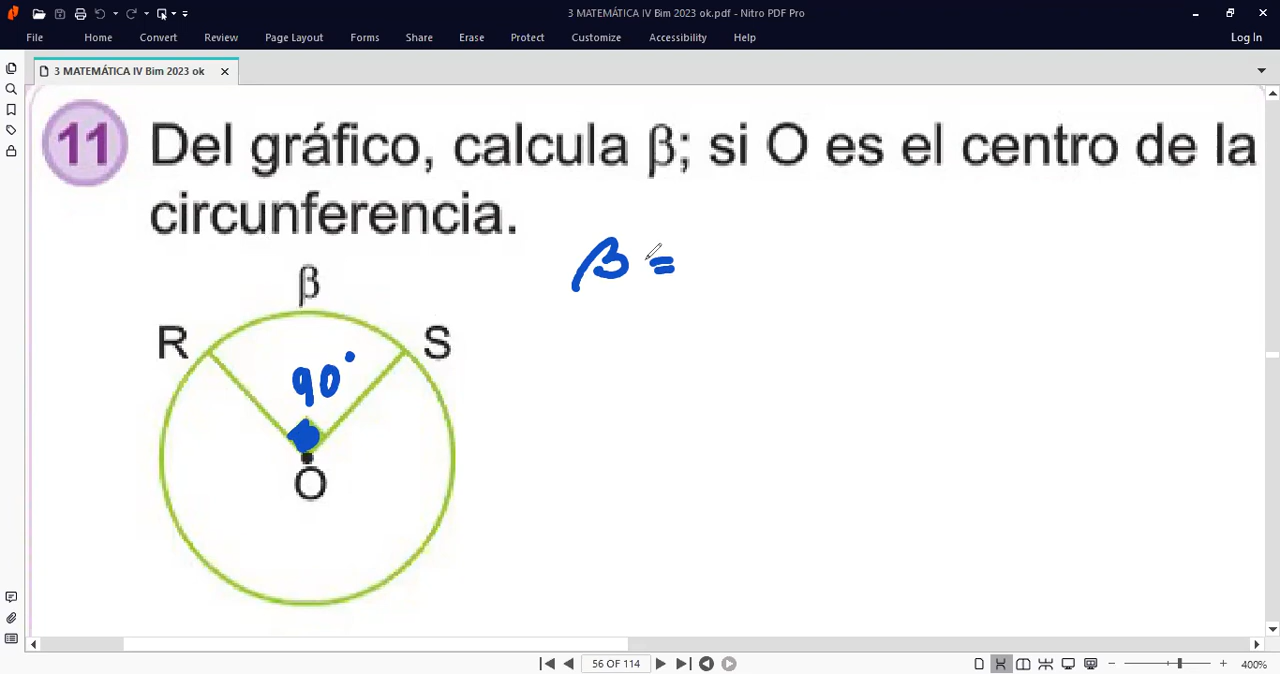 3 MATEMÁTICA IV Bim 2023 ok.pdf - Nitro PDF Pro
File Home Convert Review Page Layout Forms Share Erase Protect Customize Accessibility Help Log In
3 MATEMÁTICA IV Bim 2023 ok
11 Del gráfico, calcula β; si O es el centro de la
circunferencia.
β =
β
R S
90°
O
56 OF 114
400%